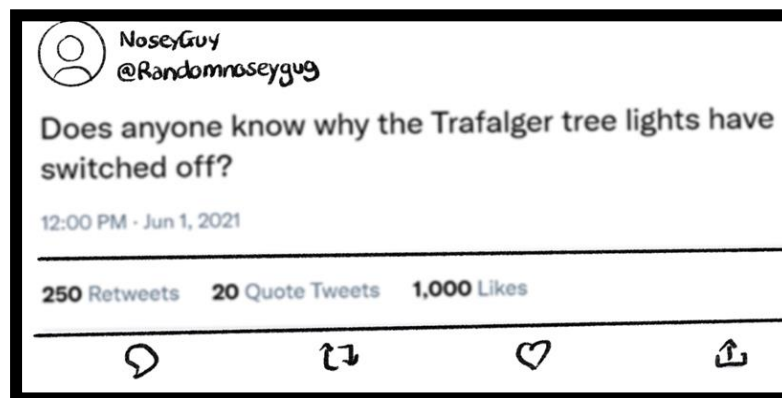 NoseyGuy
@Randomnoseygug
Does anyone know why the Trafalger tree lights have
switched off?
12:00 PM · Jun 1, 2021
250 Retweets 20 Quote Tweets 1,000 Likes